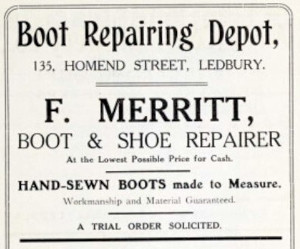 Boot Repairing Depot,
135, HOMEND STREET, LEDBURY.
F. MERRITT,
BOOT & SHOE REPAIRER
At the Lowest Possible Price for Cash.
HAND-SEWN BOOTS made to Measure.
Workmanship and Material Guaranteed.
A TRIAL ORDER SOLICITED.